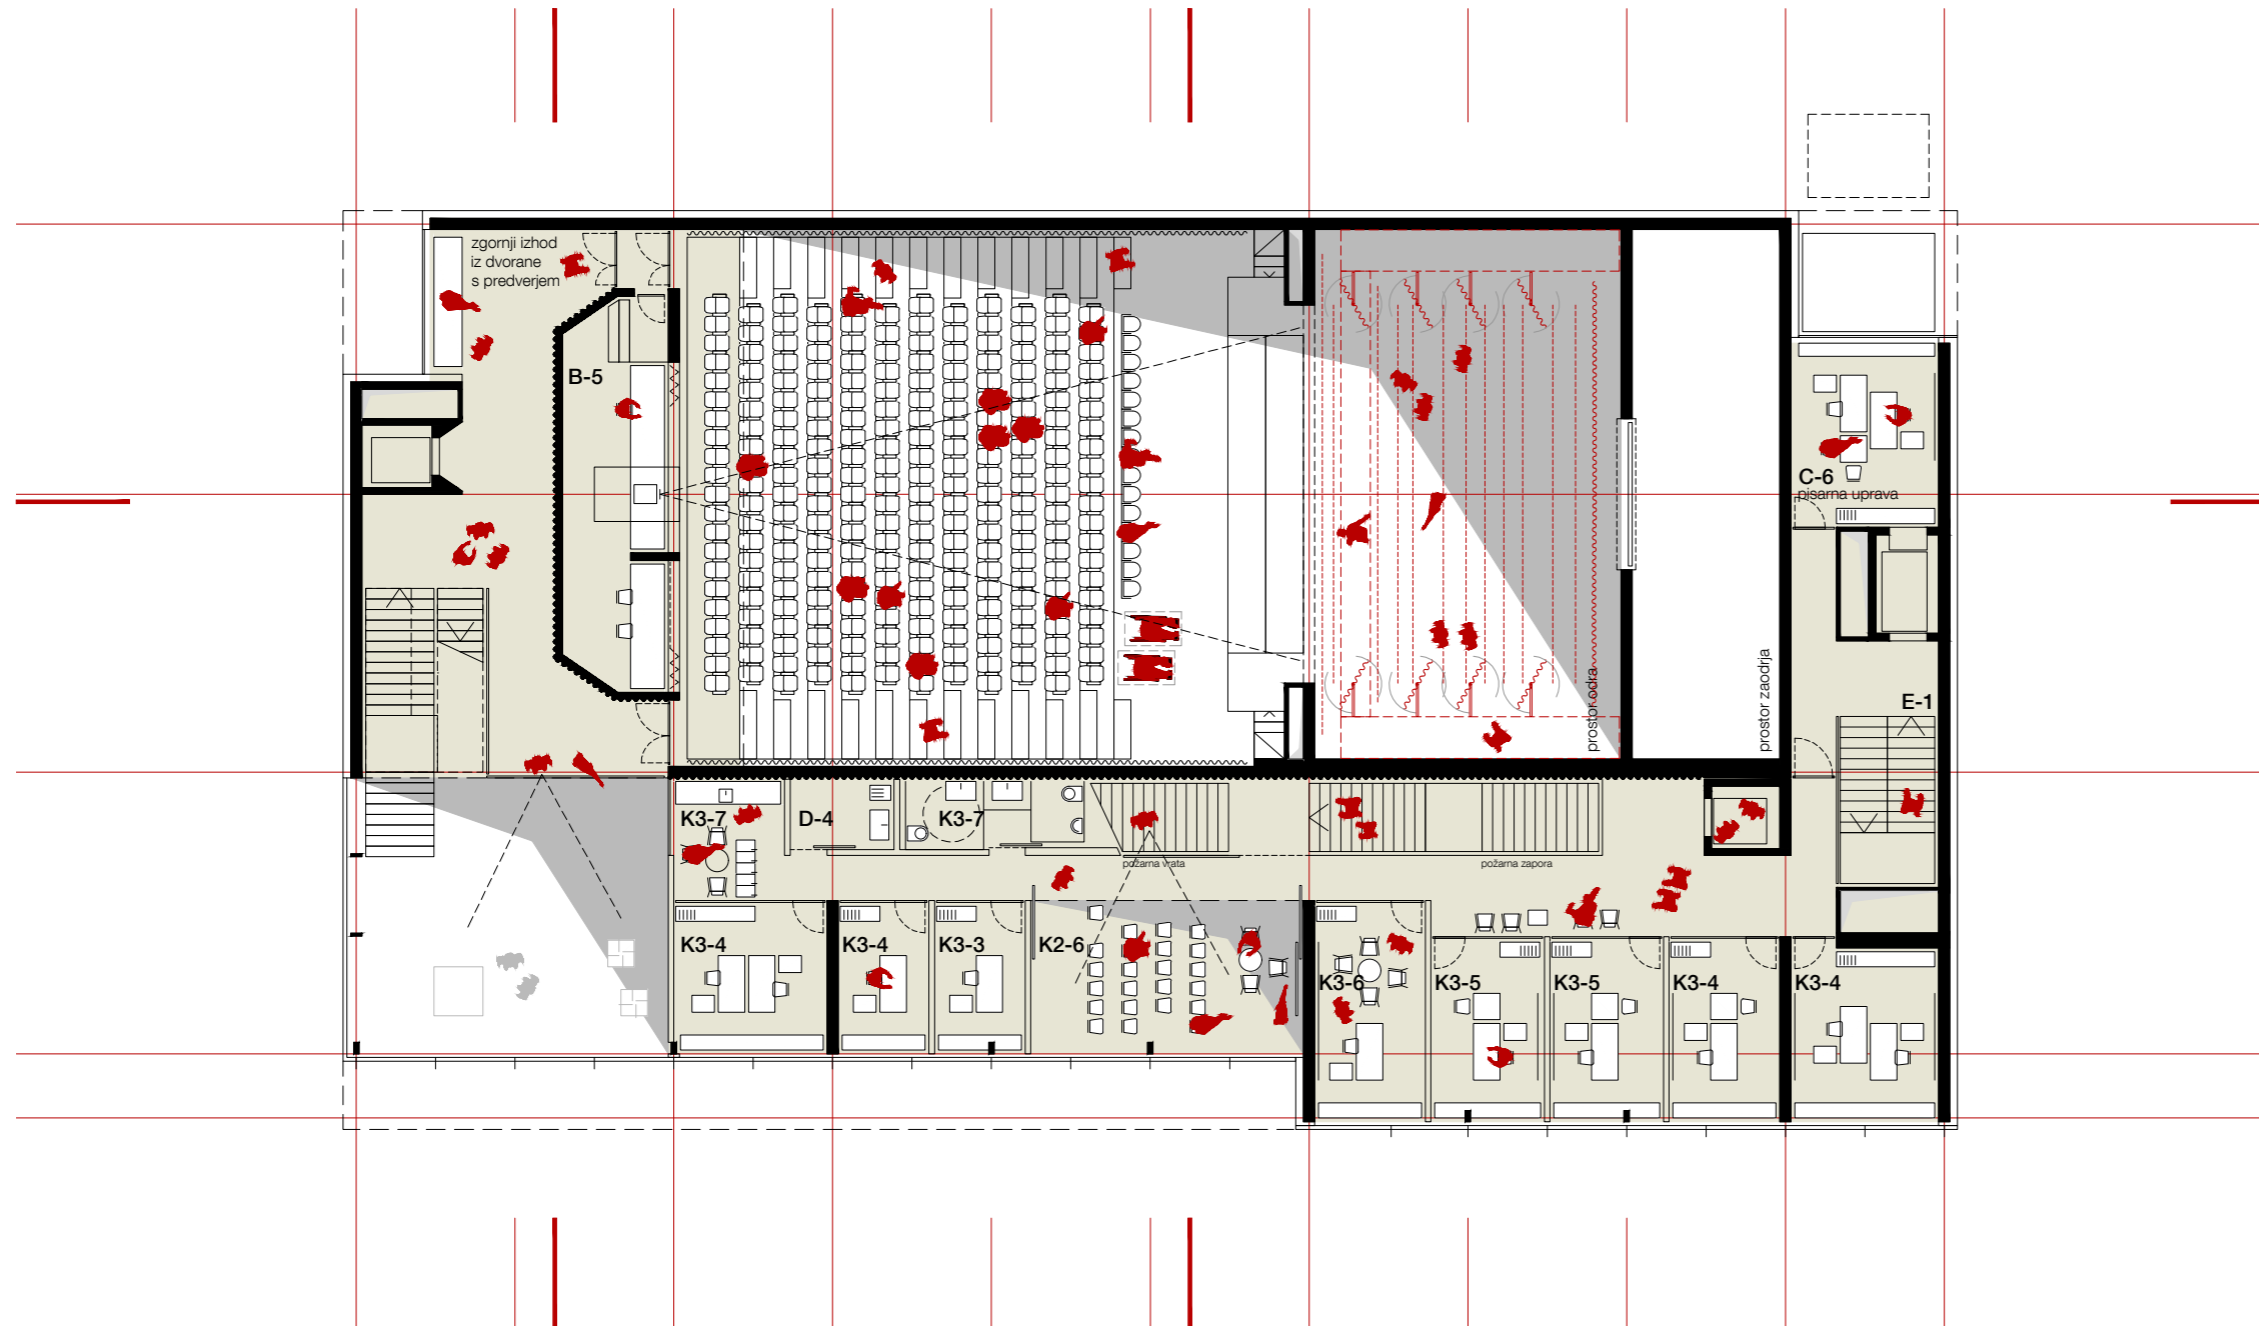 zgornji izhod
iz dvorane
s predverjem
B-5
C-6
pisarna uprava
prostor odra
prostor zaodrja
E-1
K3-7
D-4
K3-7
požarna vrata
požarna zapora
K3-4
K3-4
K3-3
K2-6
K3-6
K3-5
K3-5
K3-4
K3-4